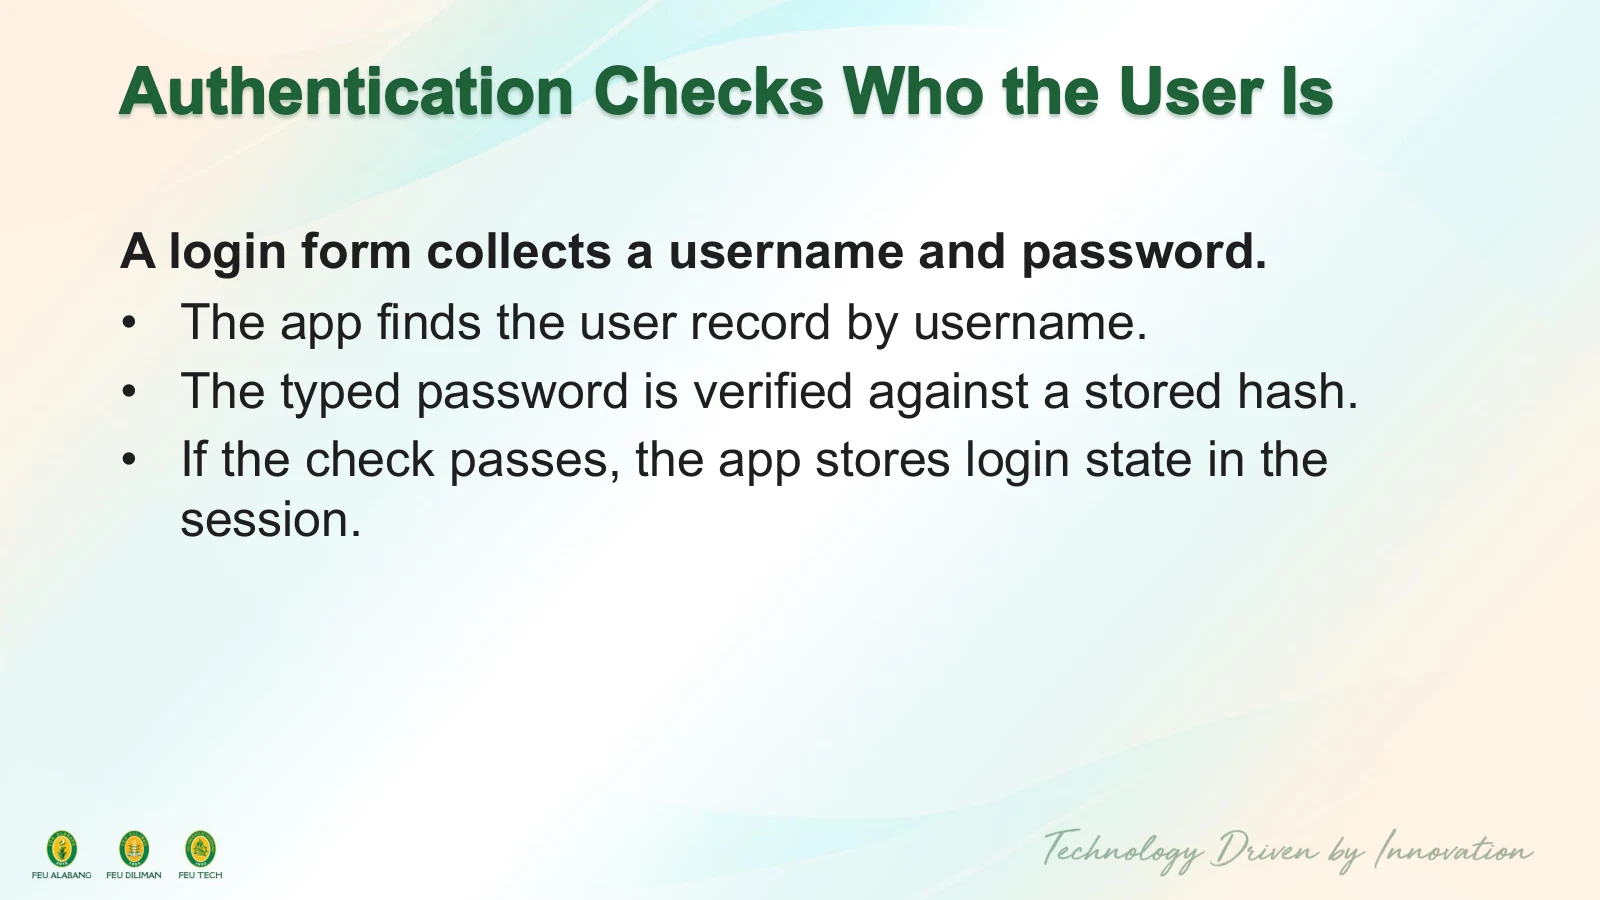 Authentication Checks Who the User Is
A login form collects a username and password.
• The app finds the user record by username.
• The typed password is verified against a stored hash.
• If the check passes, the app stores login state in the
session.
FEU ALABANG FEU DILIMAN FEU TECH
Technology Driven by Innovation